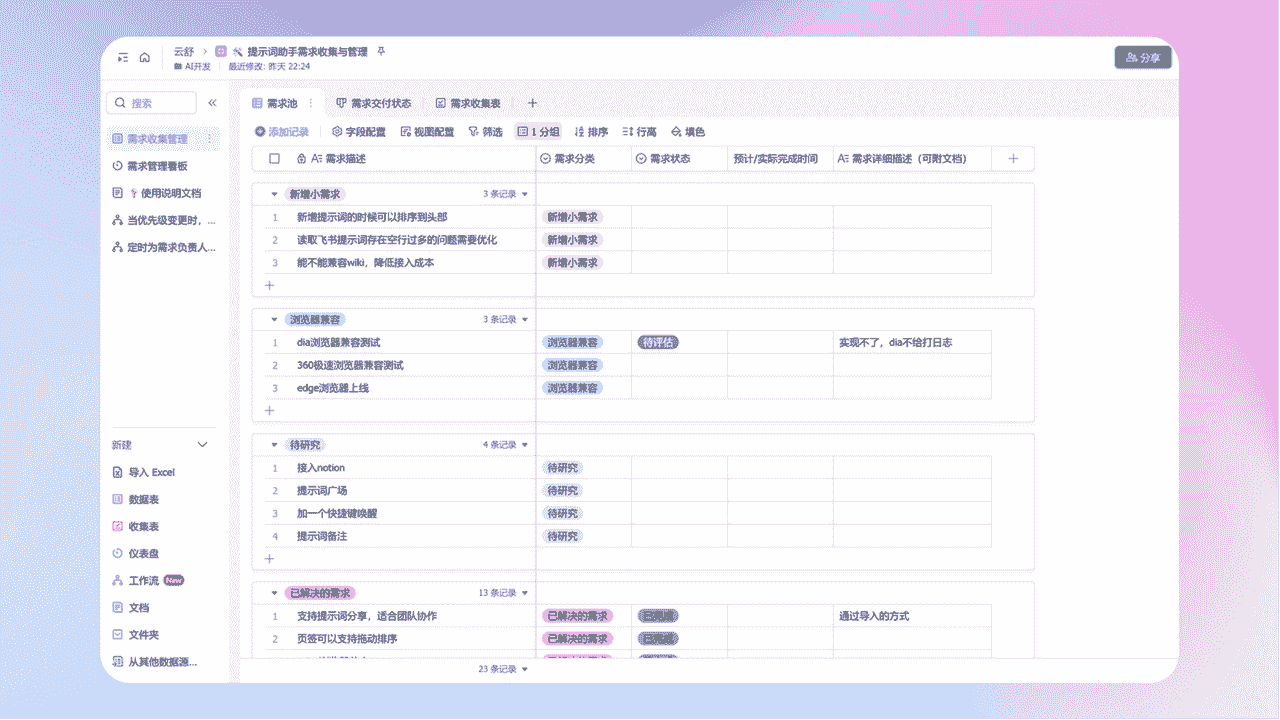 云舒 > 提示词助手需求收集与管理
AI开发 最近修改: 昨天 22:24
分享
搜索
需求收集管理
需求管理看板
使用说明文档
当优先级变更时，...
定时为需求负责人...
新建
导入 Excel
数据表
收集表
仪表盘
工作流 New
文档
文件夹
从其他数据源...
需求池 需求交付状态 需求收集表
添加记录 字段配置 视图配置 筛选 1 分组 排序 行高 填色
需求描述 需求分类 需求状态 预计/实际完成时间 需求详细描述（可附文档）
新增小需求 3 条记录
1 新增提示词的时候可以排序到头部 新增小需求
2 读取飞书提示词存在空行过多的问题需要优化 新增小需求
3 能不能兼容wiki，降低接入成本 新增小需求
浏览器兼容 3 条记录
1 dia浏览器兼容测试 浏览器兼容 待评估 实现不了，dia不给打日志
2 360极速浏览器兼容测试 浏览器兼容
3 edge浏览器上线 浏览器兼容
待研究 4 条记录
1 接入notion 待研究
2 提示词广场 待研究
3 加一个快捷键唤醒 待研究
4 提示词备注 待研究
已解决的需求 13 条记录
1 支持提示词分享，适合团队协作 已解决的需求 已完成 通过导入的方式
2 页签可以支持拖动排序 已解决的需求 已完成
23 条记录